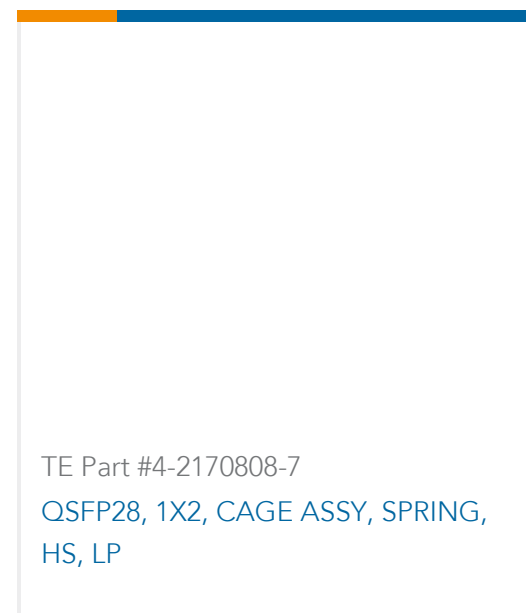 TE Part #4-2170808-7
QSFP28, 1X2, CAGE ASSY, SPRING,
HS, LP